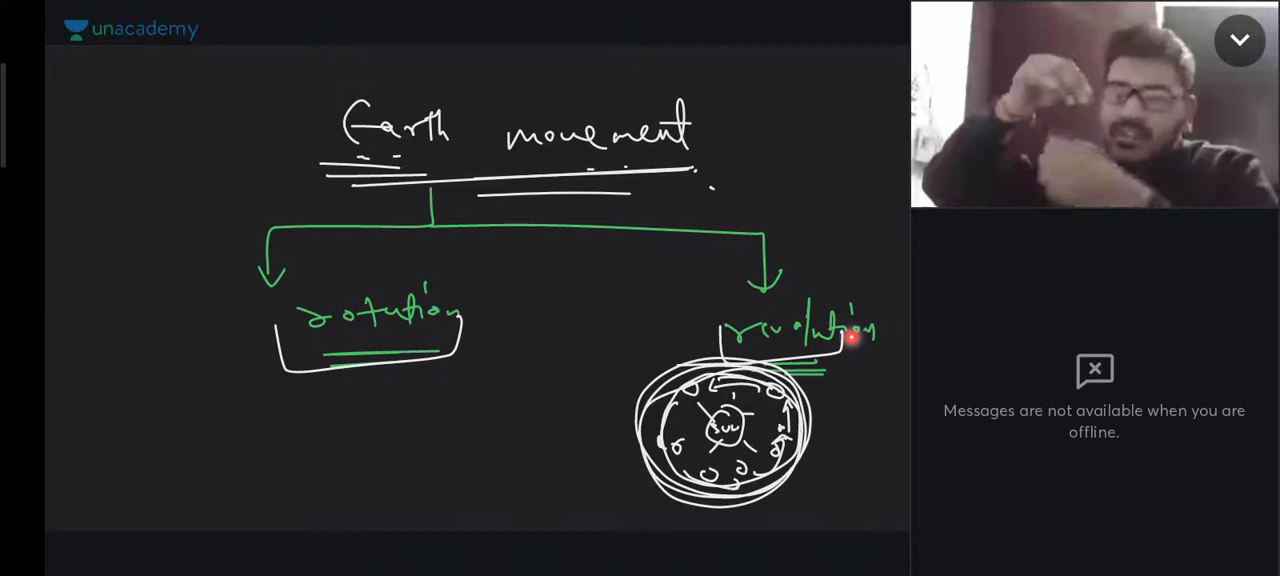 unacademy
Earth movement
rotation
revolution
sun
Messages are not available when you are
offline.